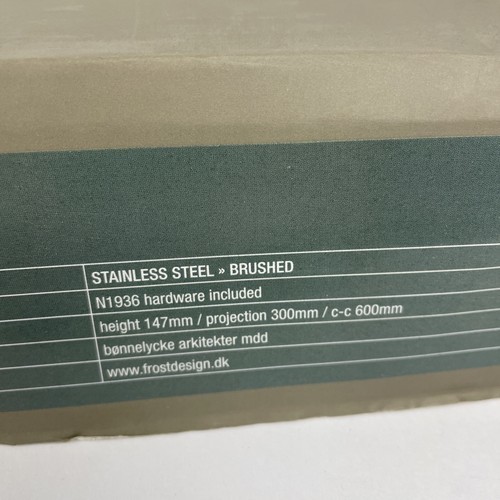 STAINLESS STEEL » BRUSHED
N1936 hardware included
height 147mm / projection 300mm / c-c 600mm
bønnelycke arkitekter mdd
www.frostdesign.dk